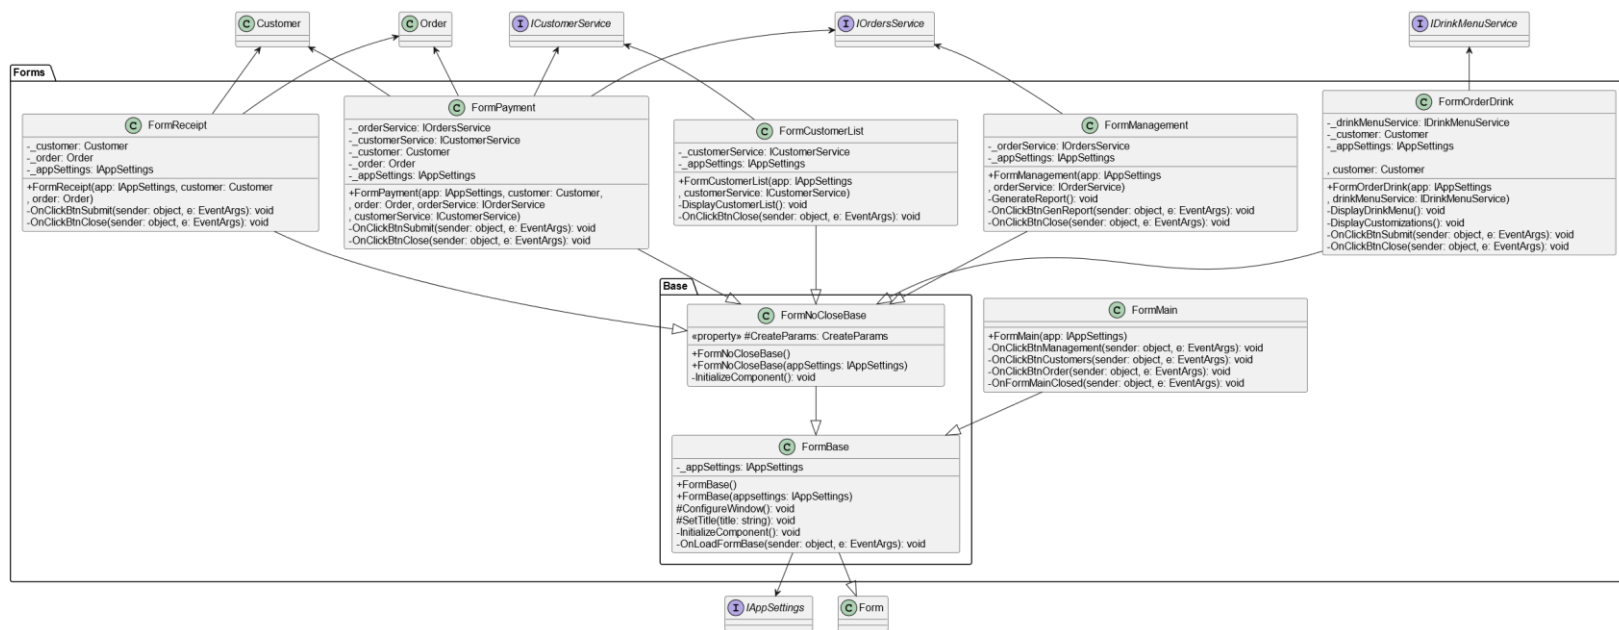 Customer
Order
ICustomerService
IOrdersService
IDrinkMenuService
Forms
FormReceipt
-_customer: Customer
-_order: Order
-_appSettings: IAppSettings
+FormReceipt(app: IAppSettings, customer: Customer
, order: Order)
-OnClickBtnSubmit(sender: object, e: EventArgs): void
-OnClickBtnClose(sender: object, e: EventArgs): void
FormPayment
-_orderService: IOrdersService
-_customerService: ICustomerService
-_customer: Customer
-_order: Order
-_appSettings: IAppSettings
+FormPayment(app: IAppSettings, customer: Customer,
, order: Order, orderService: IOrderService
, customerService: ICustomerService)
-OnClickBtnSubmit(sender: object, e: EventArgs): void
-OnClickBtnClose(sender: object, e: EventArgs): void
FormCustomerList
-_customerService: ICustomerService
-_appSettings: IAppSettings
+FormCustomerList(app: IAppSettings
, customerService: ICustomerService)
-DisplayCustomerList(): void
-OnClickBtnClose(sender: object, e: EventArgs): void
FormManagement
-_orderService: IOrdersService
-_appSettings: IAppSettings
+FormManagement(app: IAppSettings
, orderService: IOrderService)
-GenerateReport(): void
-OnClickBtnGenReport(sender: object, e: EventArgs): void
-OnClickBtnClose(sender: object, e: EventArgs): void
FormOrderDrink
-_drinkMenuService: IDrinkMenuService
-_customer: Customer
-_appSettings: IAppSettings
, customer: Customer
+FormOrderDrink(app: IAppSettings
, drinkMenuService: IDrinkMenuService)
-DisplayDrinkMenu(): void
-DisplayCustomizations(): void
-OnClickBtnSubmit(sender: object, e: EventArgs): void
-OnClickBtnClose(sender: object, e: EventArgs): void
Base
FormNoCloseBase
«property» #CreateParams: CreateParams
+FormNoCloseBase()
+FormNoCloseBase(appSettings: IAppSettings)
-InitializeComponent(): void
FormMain
+FormMain(app: IAppSettings)
-OnClickBtnManagement(sender: object, e: EventArgs): void
-OnClickBtnCustomers(sender: object, e: EventArgs): void
-OnClickBtnOrder(sender: object, e: EventArgs): void
-OnFormMainClosed(sender: object, e: EventArgs): void
FormBase
-_appSettings: IAppSettings
+FormBase()
+FormBase(appsettings: IAppSettings)
#ConfigureWindow(): void
#SetTitle(title: string): void
-InitializeComponent(): void
-OnLoadFormBase(sender: object, e: EventArgs): void
IAppSettings
Form